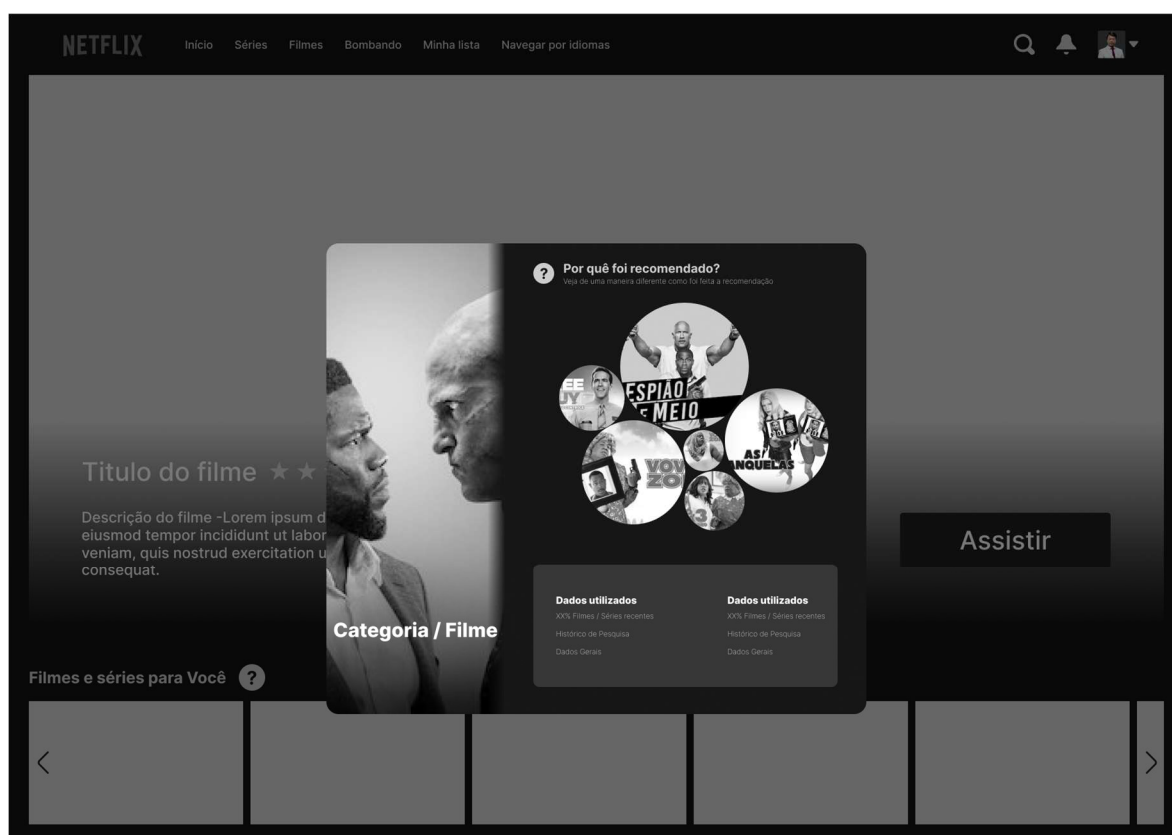 NETFLIX
Início Séries Filmes Bombando Minha lista Navegar por idiomas
Por quê foi recomendado?
Veja de uma maneira diferente como foi feita a recomendação
ESPIÃO
E MEIO
VOV
ZO
AS
ANQUELAS
Titulo do filme
Descrição do filme -Lorem ipsum d
eiusmod tempor incididunt ut labor
veniam, quis nostrud exercitation u
consequat.
Assistir
Categoria / Filme
Dados utilizados
XX% Filmes / Séries recentes
Histórico de Pesquisa
Dados Gerais
Dados utilizados
XX% Filmes / Séries recentes
Histórico de Pesquisa
Dados Gerais
Filmes e séries para Você ?